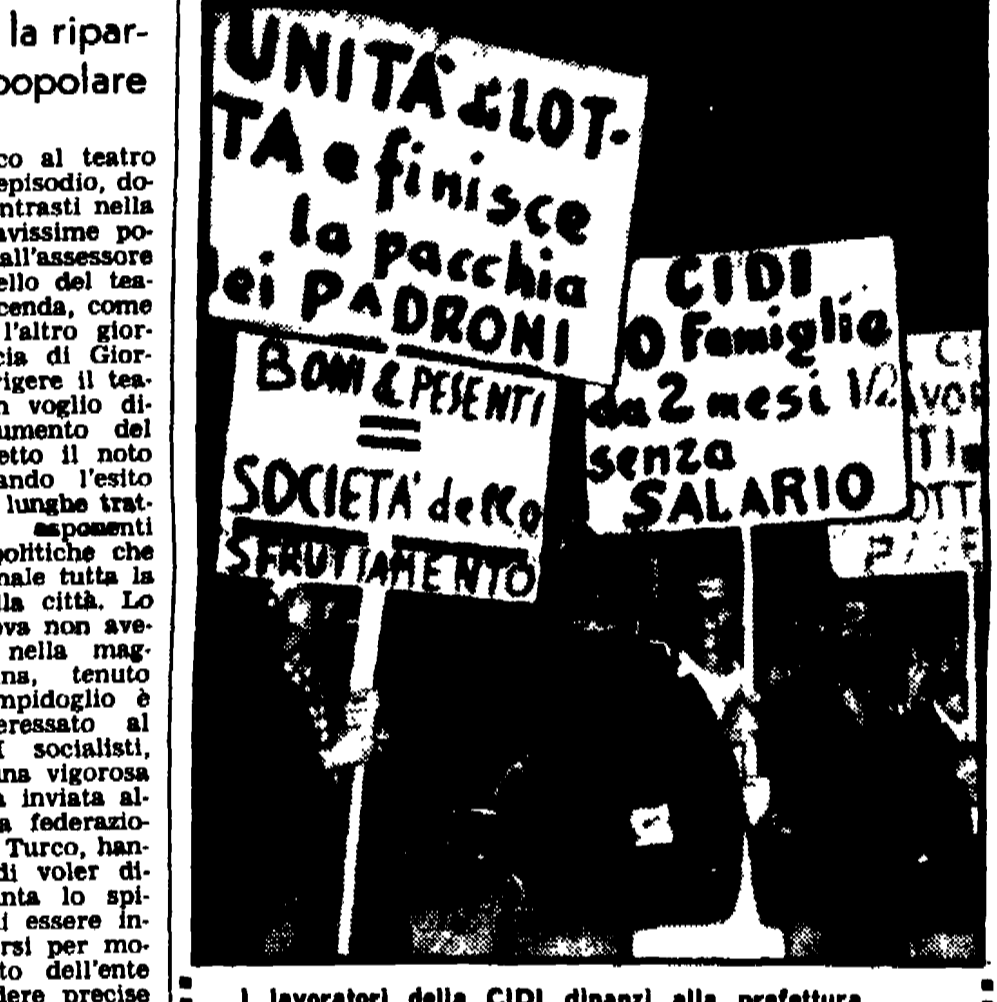 la ripar-
popolare
co al teatro
episodio, do-
ntrasti nella
avissime po-
all'assessore
ello del tea-
cenda, come
l'altro gior-
cia di Gior-
rigere il tea-
n voglio di-
umento del
etto il noto
ando l'esito
lunghe trat-
esponenti
politiche che
nale tutta la
lla città. Lo
ova non ave-
nella mag-
na, tenuto
mpidoglio è
eressato al
I socialisti,
una vigorosa
a inviata al-
a federazio-
Turco, han-
di voler di-
nta lo spi-
i essere in-
rsi per mo-
to dell'ente
dere precise
UNITÀ di LOT-
TA e finisce
la pacchia
ei PADRONI
BONI & PESENTI
=
SOCIETÀ dello
SFRUTTAMENTO
CIDI
O Famiglie
da 2 mesi 1/2
senza
SALARIO
I lavoratori della CIDI dinanzi alla prefettura